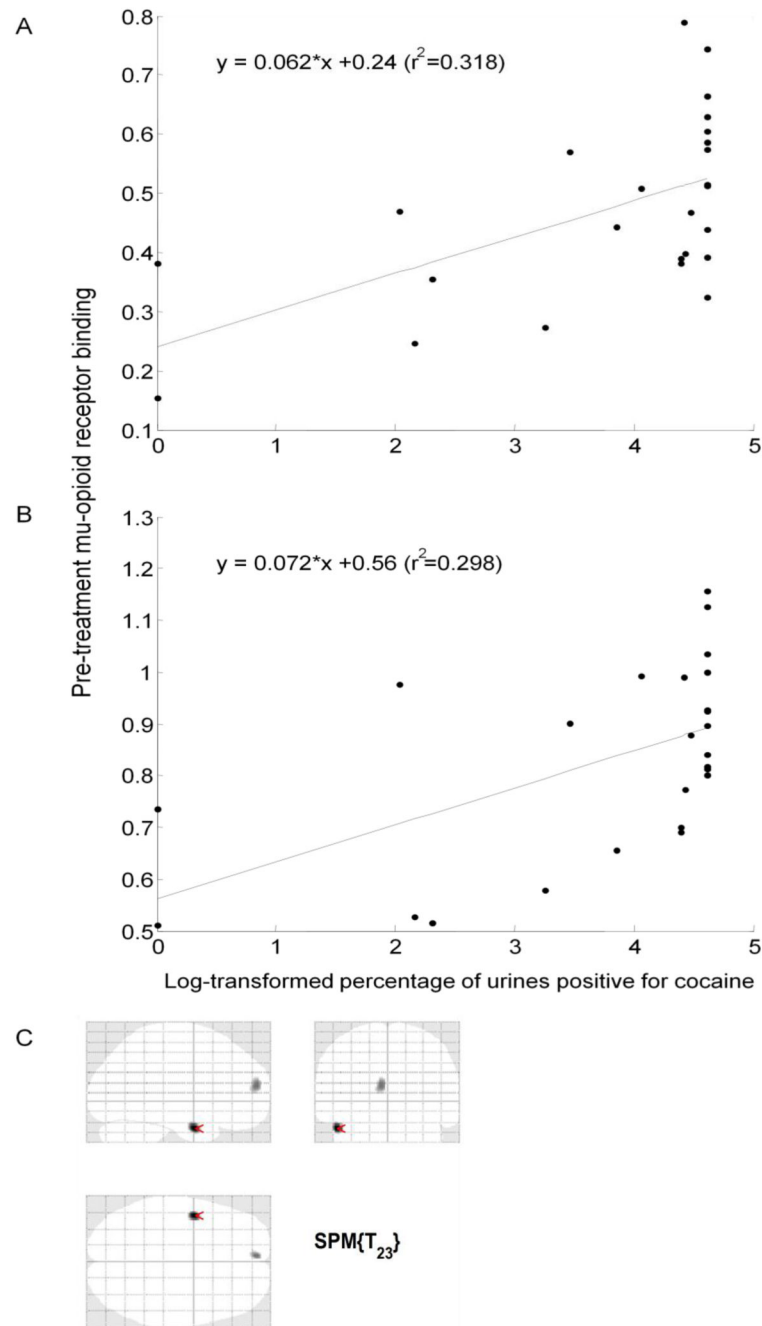 A
0.8
0.7
0.6
0.5
0.4
0.3
0.2
0.1
y = 0.062*x +0.24 (r²=0.318)
0 1 2 3 4 5
Pre-treatment mu-opioid receptor binding
B
1.3
1.2
1.1
1
0.9
0.8
0.7
0.6
0.5
y = 0.072*x +0.56 (r²=0.298)
0 1 2 3 4 5
Log-transformed percentage of urines positive for cocaine
C
SPM{T₂₃}